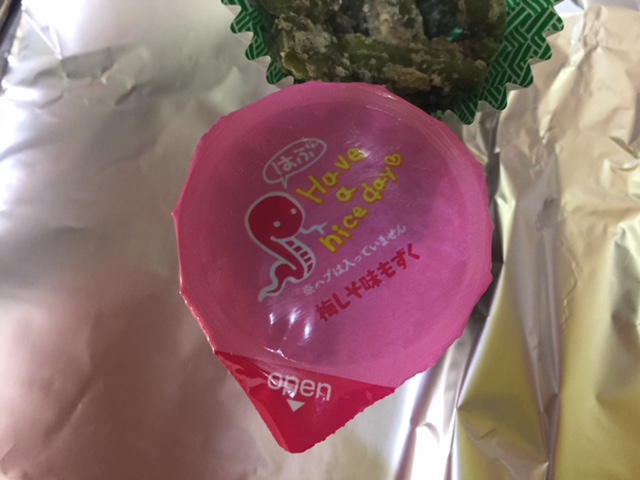 はぶ
Have
a
nice day
※ハブは入っていません
梅しそ味もずく
open